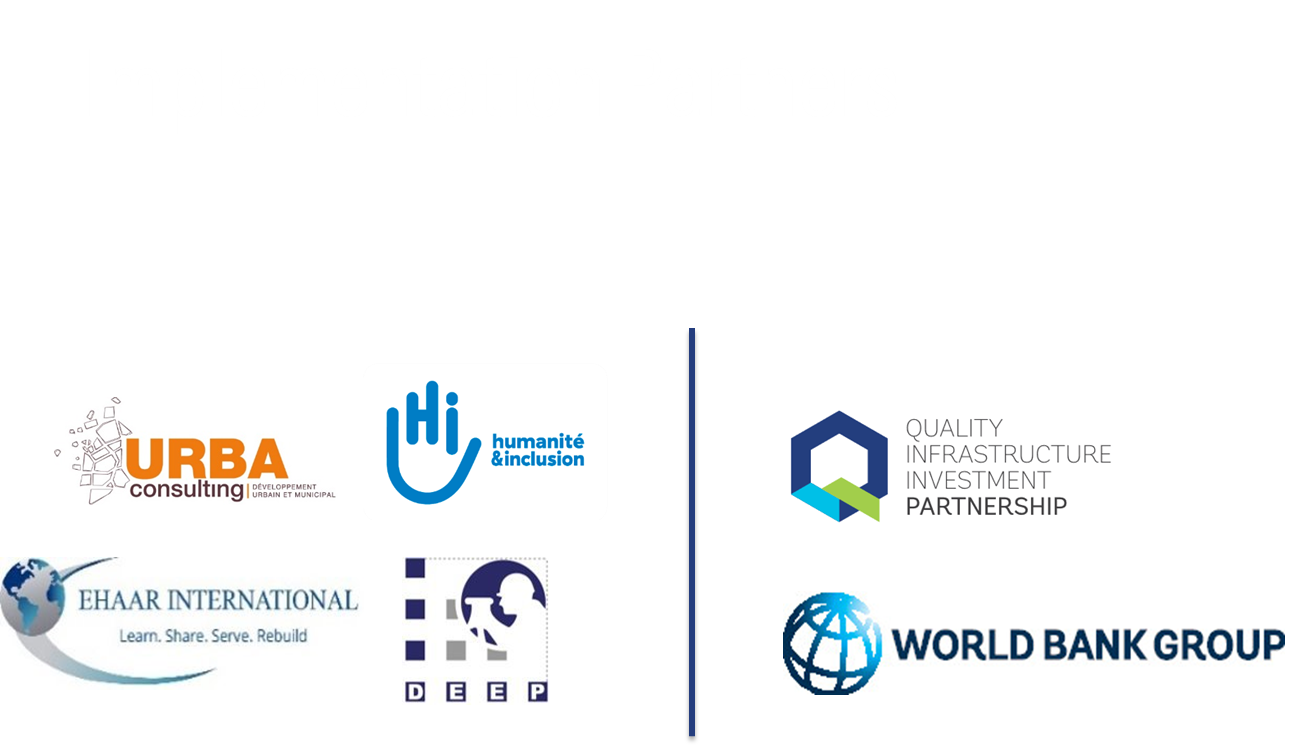 URBA
consulting
DÉVELOPPEMENT
URBAIN ET MUNICIPAL
Hi
humanité
&inclusion
EHAAR INTERNATIONAL
Learn. Share. Serve. Rebuild
DEEP
QUALITY
INFRASTRUCTURE
INVESTMENT
PARTNERSHIP
WORLD BANK GROUP